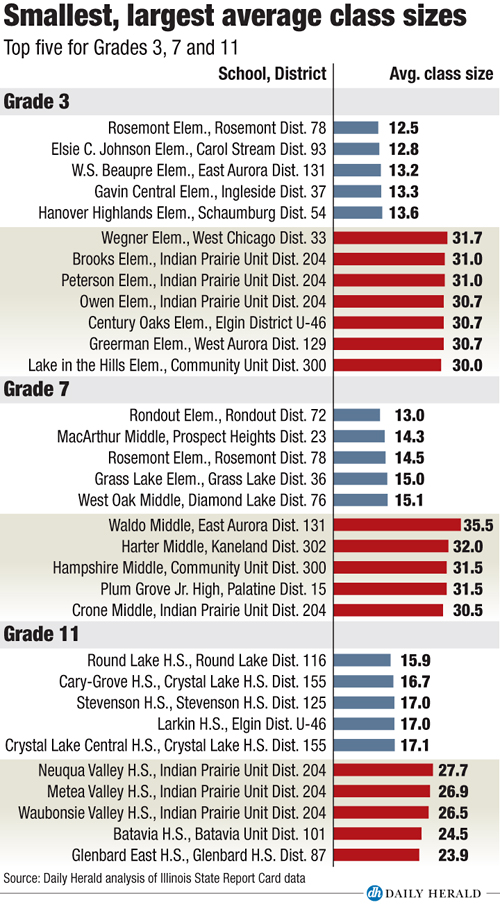 Smallest, largest average class sizes
Top five for Grades 3, 7 and 11
School, District Avg. class size
Grade 3
Rosemont Elem., Rosemont Dist. 78 12.5
Elsie C. Johnson Elem., Carol Stream Dist. 93 12.8
W.S. Beaupre Elem., East Aurora Dist. 131 13.2
Gavin Central Elem., Ingleside Dist. 37 13.3
Hanover Highlands Elem., Schaumburg Dist. 54 13.6
Wegner Elem., West Chicago Dist. 33 31.7
Brooks Elem., Indian Prairie Unit Dist. 204 31.0
Peterson Elem., Indian Prairie Unit Dist. 204 31.0
Owen Elem., Indian Prairie Unit Dist. 204 30.7
Century Oaks Elem., Elgin District U-46 30.7
Greerman Elem., West Aurora Dist. 129 30.7
Lake in the Hills Elem., Community Unit Dist. 300 30.0
Grade 7
Rondout Elem., Rondout Dist. 72 13.0
MacArthur Middle, Prospect Heights Dist. 23 14.3
Rosemont Elem., Rosemont Dist. 78 14.5
Grass Lake Elem., Grass Lake Dist. 36 15.0
West Oak Middle, Diamond Lake Dist. 76 15.1
Waldo Middle, East Aurora Dist. 131 35.5
Harter Middle, Kaneland Dist. 302 32.0
Hampshire Middle, Community Unit Dist. 300 31.5
Plum Grove Jr. High, Palatine Dist. 15 31.5
Crone Middle, Indian Prairie Unit Dist. 204 30.5
Grade 11
Round Lake H.S., Round Lake Dist. 116 15.9
Cary-Grove H.S., Crystal Lake H.S. Dist. 155 16.7
Stevenson H.S., Stevenson H.S. Dist. 125 17.0
Larkin H.S., Elgin Dist. U-46 17.0
Crystal Lake Central H.S., Crystal Lake H.S. Dist. 155 17.1
Neuqua Valley H.S., Indian Prairie Unit Dist. 204 27.7
Metea Valley H.S., Indian Prairie Unit Dist. 204 26.9
Waubonsie Valley H.S., Indian Prairie Unit Dist. 204 26.5
Batavia H.S., Batavia Unit Dist. 101 24.5
Glenbard East H.S., Glenbard H.S. Dist. 87 23.9
Source: Daily Herald analysis of Illinois State Report Card data
dh DAILY HERALD